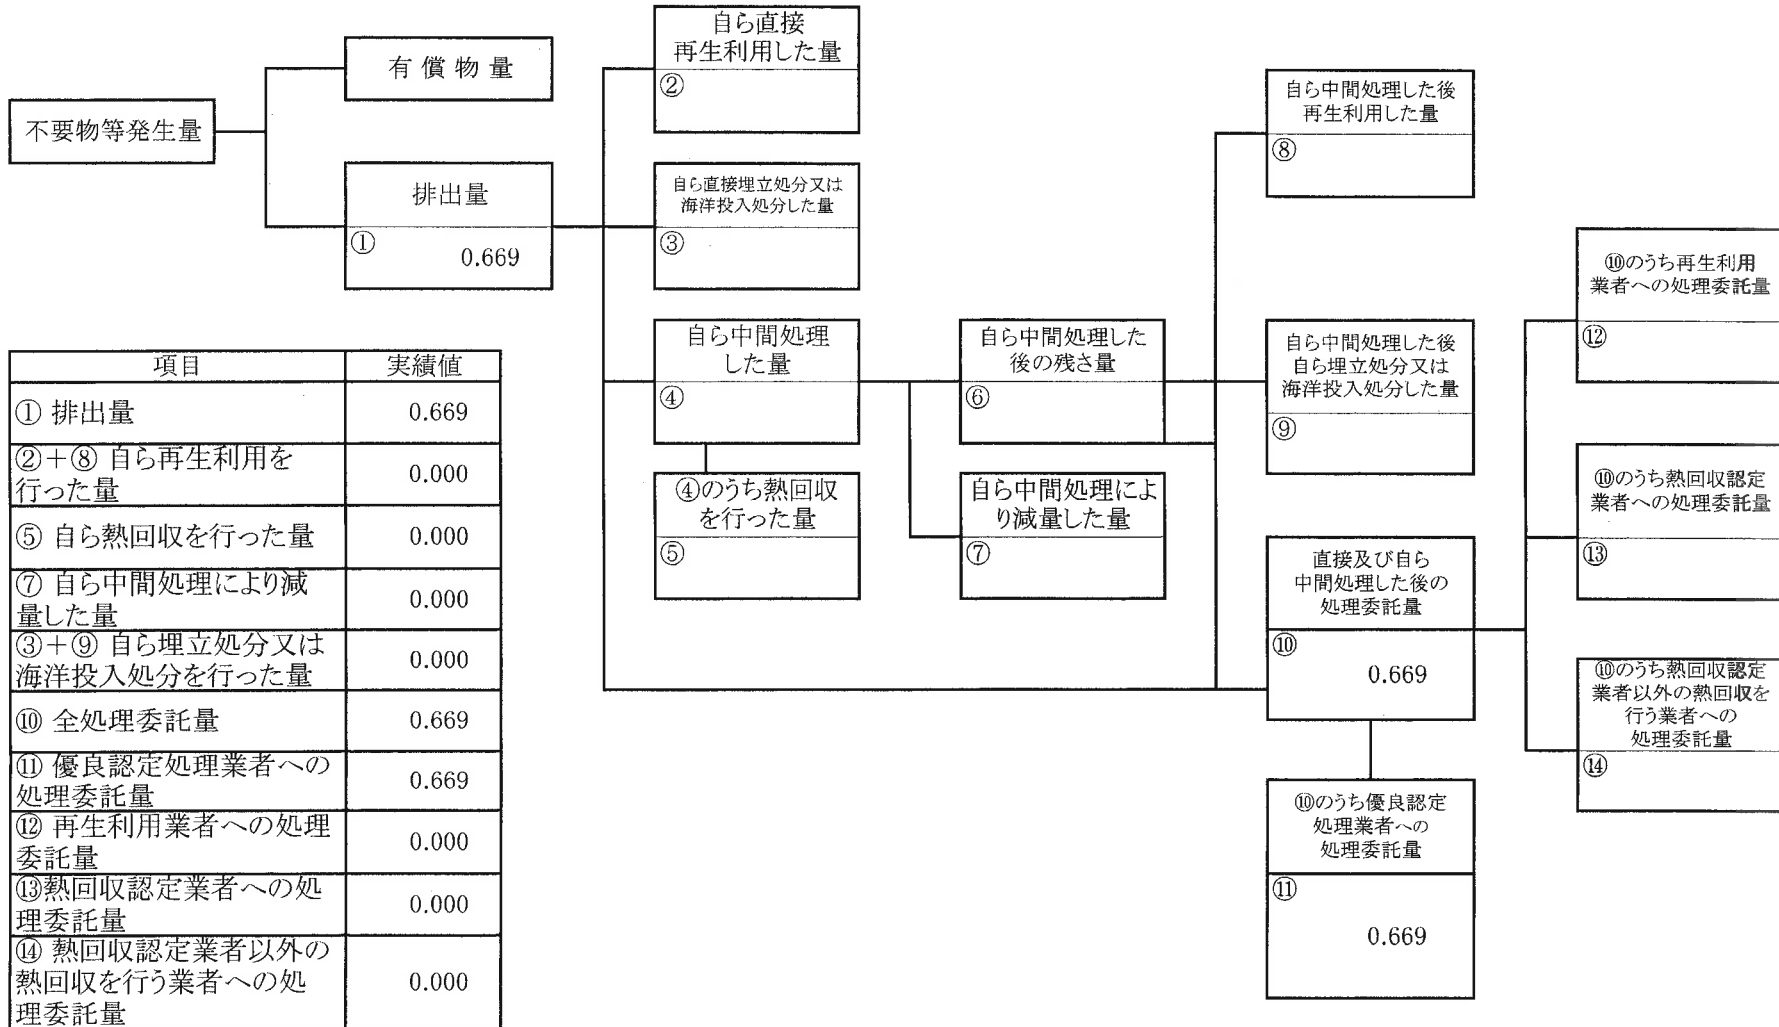 不要物等発生量
有償物量
排出量
①
0.669
自ら直接
再生利用した量
②
自ら直接埋立処分又は
海洋投入処分した量
③
自ら中間処理
した量
④
④のうち熱回収
を行った量
⑤
自ら中間処理した
後の残さ量
⑥
自ら中間処理によ
り減量した量
⑦
自ら中間処理した後
再生利用した量
⑧
自ら中間処理した後
自ら埋立処分又は
海洋投入処分した量
⑨
直接及び自ら
中間処理した後の
処理委託量
⑩
0.669
⑩のうち優良認定
処理業者への
処理委託量
⑪
0.669
⑩のうち再生利用
業者への処理委託量
⑫
⑩のうち熱回収認定
業者への処理委託量
⑬
⑩のうち熱回収認定
業者以外の熱回収を
行う業者への
処理委託量
⑭
項目 実績値
① 排出量 0.669
②+⑧ 自ら再生利用を
行った量 0.000
⑤ 自ら熱回収を行った量 0.000
⑦ 自ら中間処理により減
量した量 0.000
③+⑨ 自ら埋立処分又は
海洋投入処分を行った量 0.000
⑩ 全処理委託量 0.669
⑪ 優良認定処理業者への
処理委託量 0.669
⑫ 再生利用業者への処理
委託量 0.000
⑬熱回収認定業者への処
理委託量 0.000
⑭ 熱回収認定業者以外の
熱回収を行う業者への処
理委託量 0.000